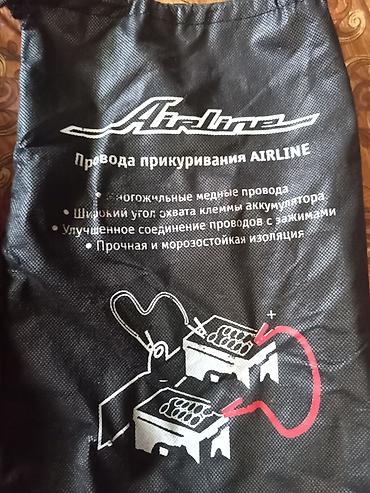 Airline
Провода прикуривания AIRLINE
• Многожильные медные провода
• Широкий угол охвата клеммы аккумулятора
• Улучшенное соединение проводов с зажимами
• Прочная и морозостойкая изоляция
+